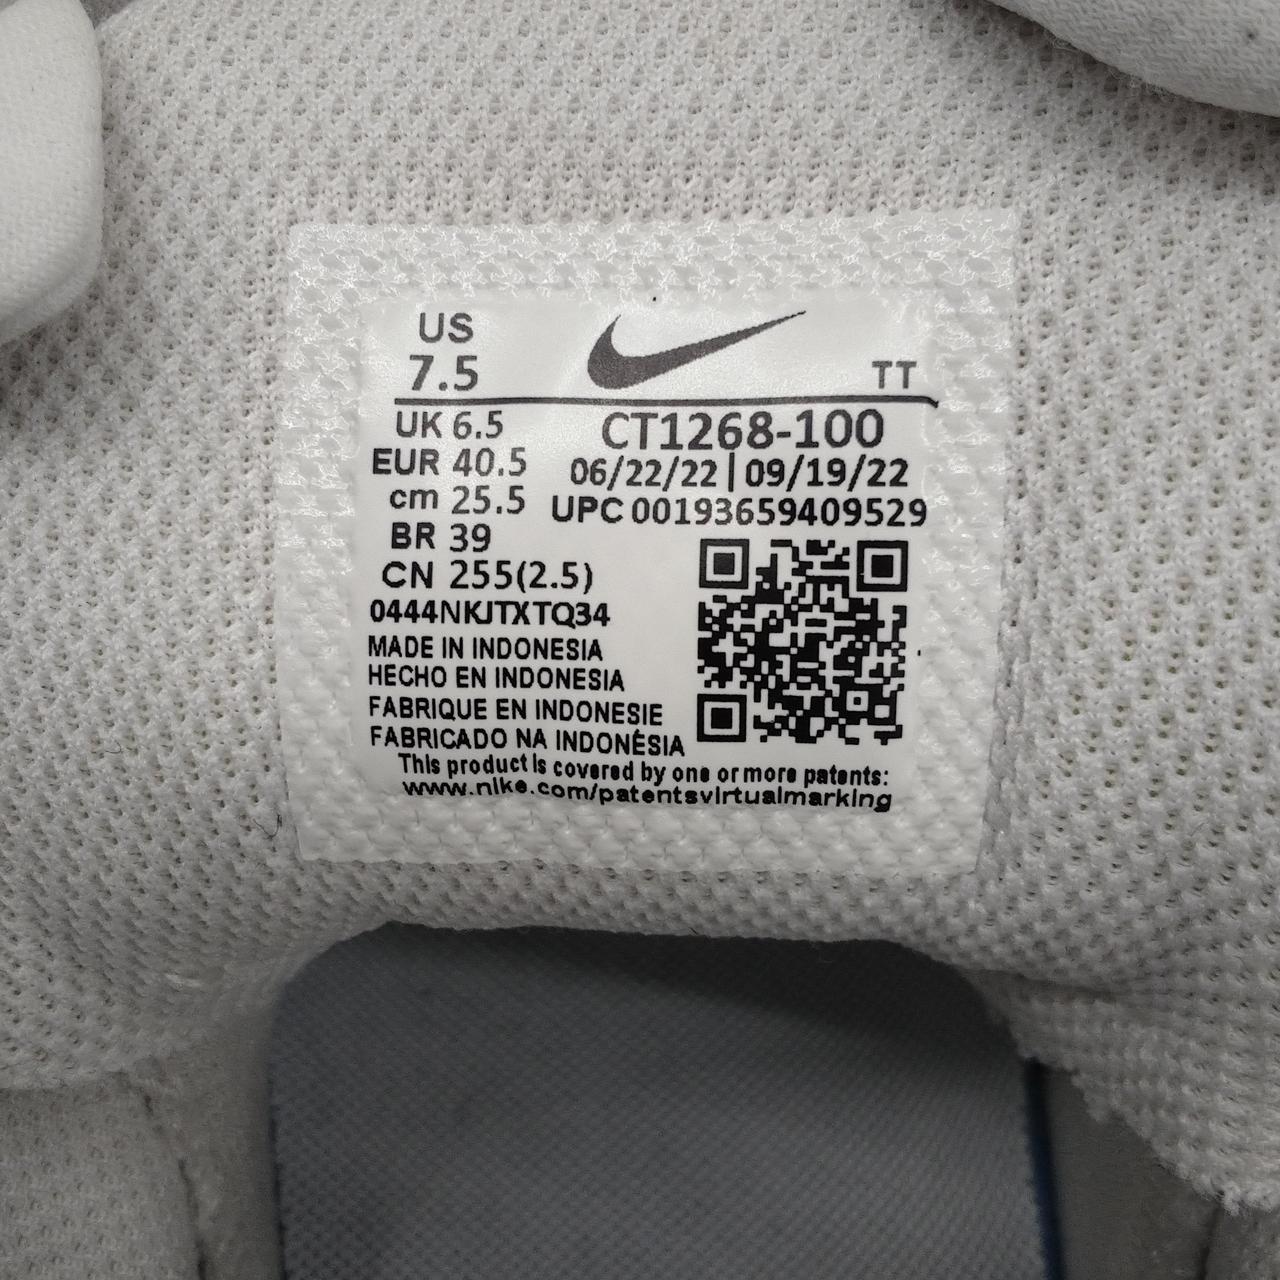 US
7.5
TT
UK 6.5
CT1268-100
EUR 40.5
06/22/22 | 09/19/22
cm 25.5
UPC 00193659409529
BR 39
CN 255(2.5)
0444NKJTXTQ34
MADE IN INDONESIA
HECHO EN INDONESIA
FABRIQUE EN INDONESIE
FABRICADO NA INDONÉSIA
This product is covered by one or more patents:
www.nike.com/patentsvirtualmarking